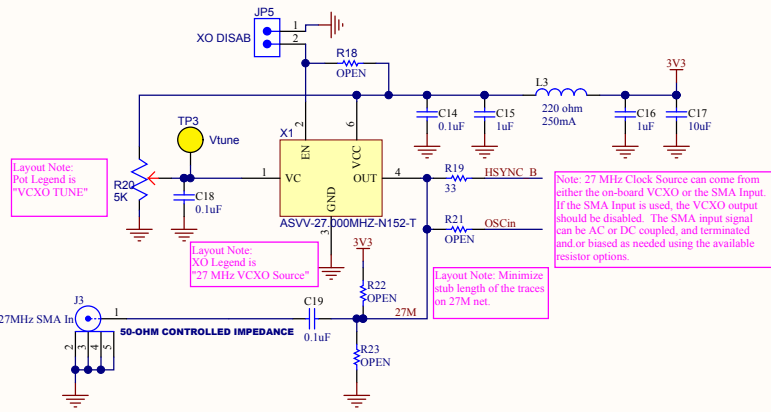 JP5
XO DISAB
1
2
R18
OPEN
3V3
L3
220 ohm
250mA
C14
0.1uF
C15
1uF
C16
1uF
C17
10uF
TP3
Vtune
X1
2
6
EN
VCC
1
VC
OUT
4
GND
3
ASVV-27.000MHZ-N152-T
Layout Note:
Pot Legend is
"VCXO TUNE"
R20
5K
C18
0.1uF
R19
33
HSYNC_B
R21
OPEN
OSCin
Note: 27 MHz Clock Source can come from
either the on-board VCXO or the SMA Input.
If the SMA Input is used, the VCXO output
should be disabled. The SMA input signal
can be AC or DC coupled, and terminated
and.or biased as needed using the available
resistor options.
Layout Note:
XO Legend is
"27 MHz VCXO Source"
3V3
R22
OPEN
Layout Note: Minimize
stub length of the traces
on 27M net.
J3
27MHz SMA In
1
50-OHM CONTROLLED IMPEDANCE
C19
0.1uF
27M
R23
OPEN
2
3
4
5